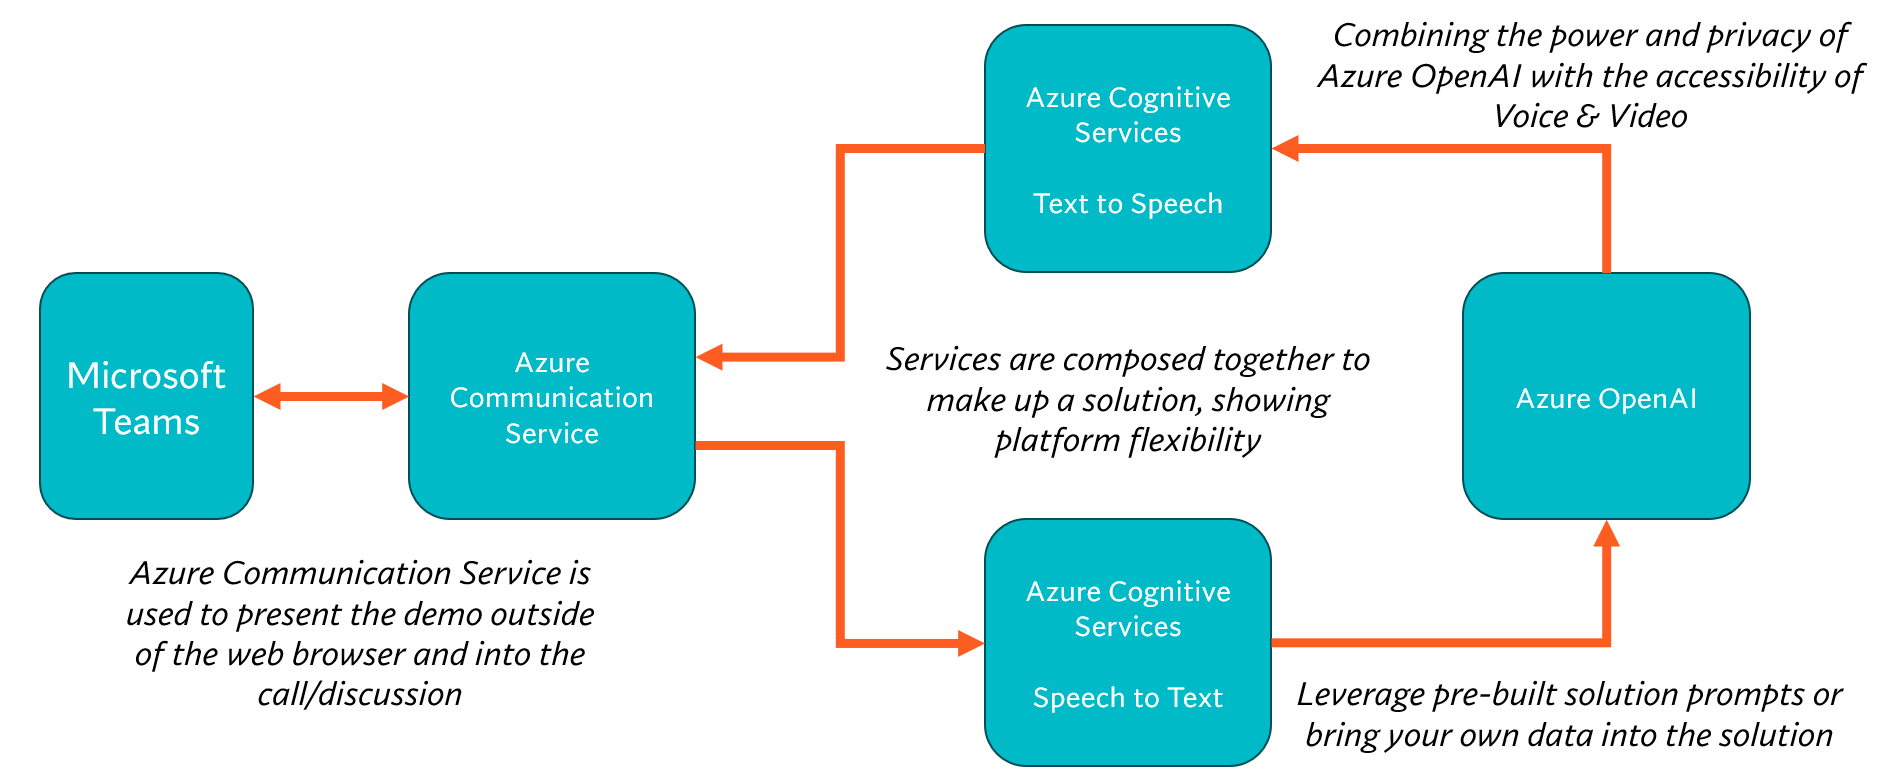 Combining the power and privacy of
Azure OpenAI with the accessibility of
Voice & Video
Azure Cognitive
Services
Text to Speech
Microsoft
Teams
Azure
Communication
Service
Services are composed together to
make up a solution, showing
platform flexibility
Azure OpenAI
Azure Communication Service is
used to present the demo outside
of the web browser and into the
call/discussion
Azure Cognitive
Services
Speech to Text
Leverage pre-built solution prompts or
bring your own data into the solution